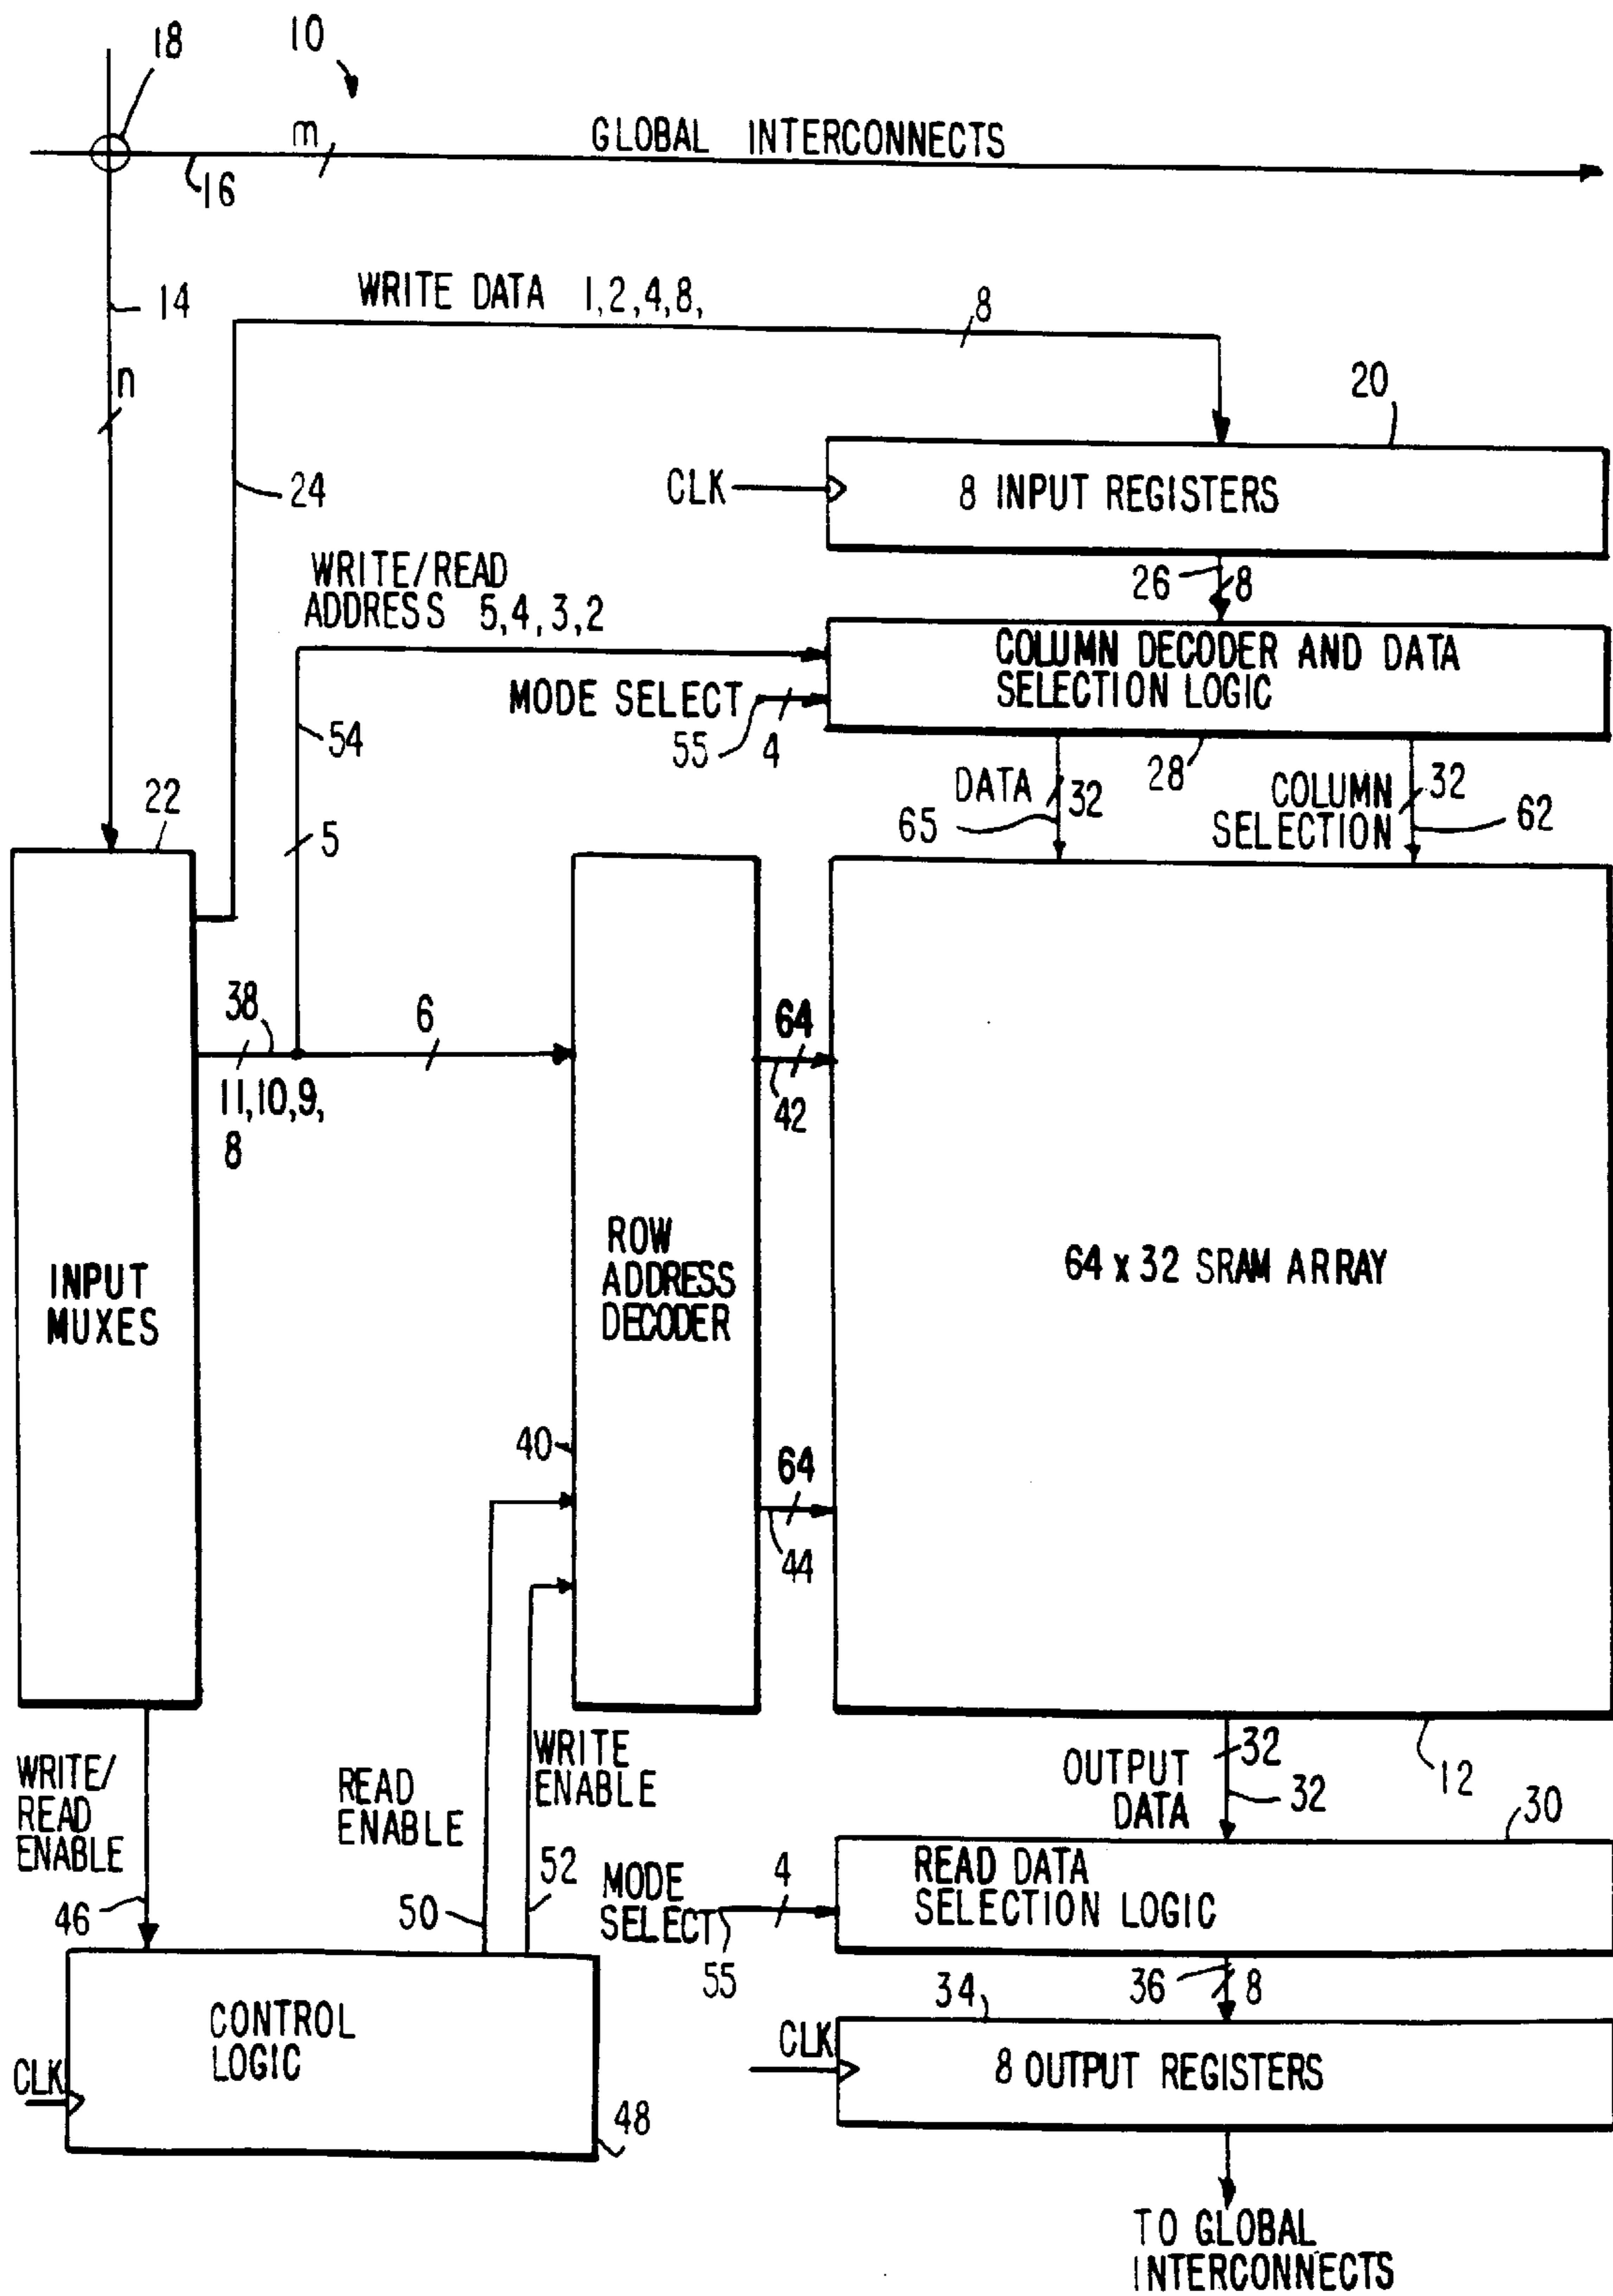 18
10
m
GLOBAL INTERCONNECTS
16
14
WRITE DATA 1,2,4,8,
8
n
20
24
CLK
8 INPUT REGISTERS
WRITE/READ
ADDRESS 5,4,3,2
26
8
COLUMN DECODER AND DATA
SELECTION LOGIC
MODE SELECT
55
4
54
28
DATA
32
COLUMN
SELECTION
32
65
62
22
5
38
6
64
11,10,9,
8
42
INPUT
MUXES
ROW
ADDRESS
DECODER
64 x 32 SRAM ARRAY
40
64
44
WRITE/
READ
ENABLE
READ
ENABLE
WRITE
ENABLE
OUTPUT
DATA
32
32
12
30
46
50
52
MODE
SELECT
4
55
READ DATA
SELECTION LOGIC
36
8
34
CONTROL
LOGIC
CLK
48
CLK
8 OUTPUT REGISTERS
TO GLOBAL
INTERCONNECTS